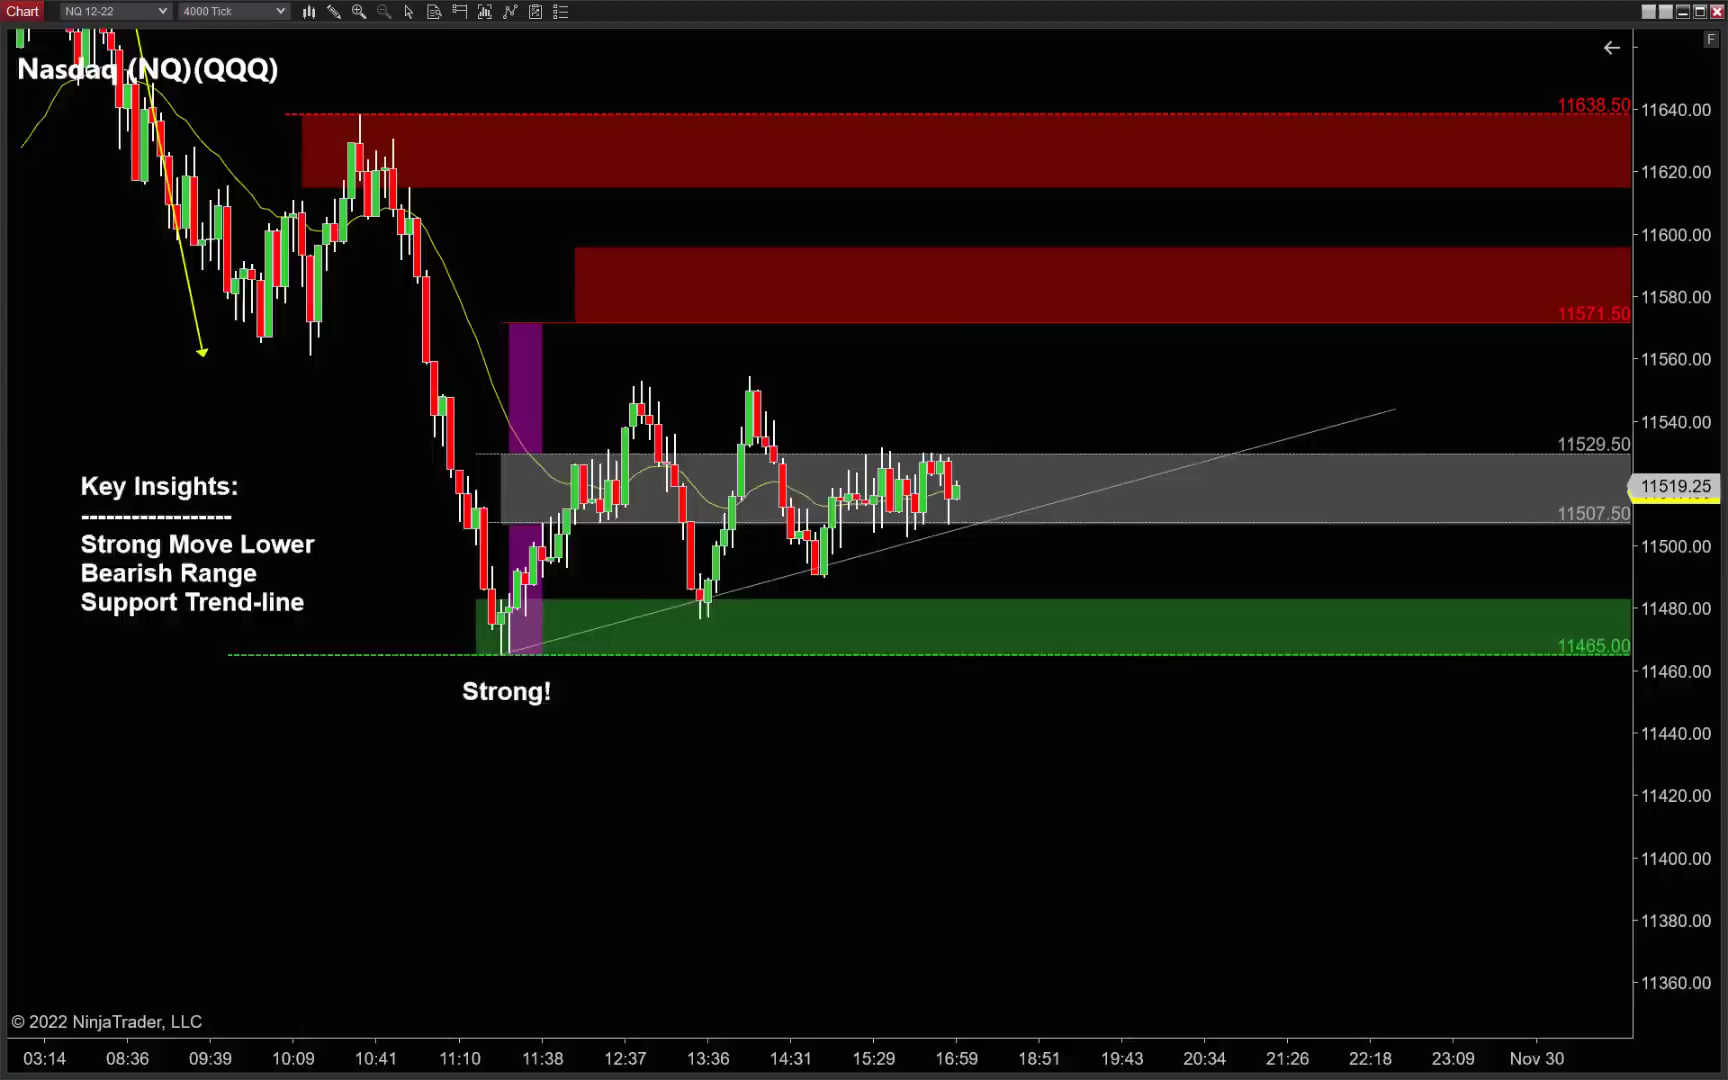 Chart NQ 12-22 4000 Tick
F
Nasdaq (NQ)(QQQ)
11638.50
11640.00
11620.00
11600.00
11580.00
11571.50
11560.00
11540.00
11529.50
11519.25
11507.50
11500.00
11480.00
11465.00
11460.00
11440.00
11420.00
11400.00
11380.00
11360.00
Key Insights:
------------------
Strong Move Lower
Bearish Range
Support Trend-line
Strong!
© 2022 NinjaTrader, LLC
03:14 08:36 09:39 10:09 10:41 11:10 11:38 12:37 13:36 14:31 15:29 16:59 18:51 19:43 20:34 21:26 22:18 23:09 Nov 30